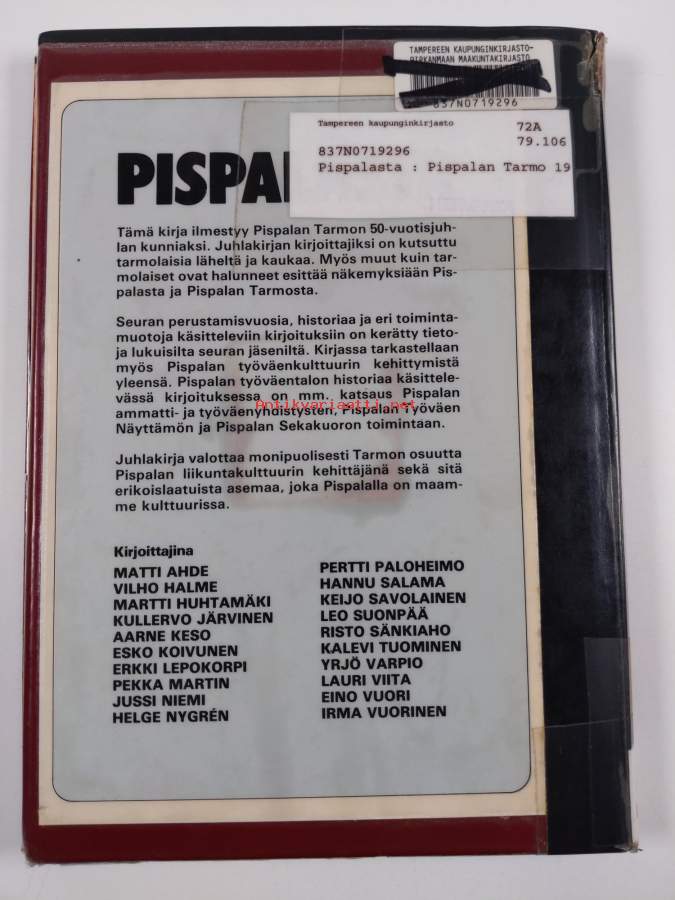 TAMPEREEN KAUPUNGINKIRJASTO-
PIRKANMAAN MAAKUNTAKIRJASTO
837N0719296
Tampereen kaupunginkirjasto
72A
79.106
837N0719296
Pispalasta : Pispalan Tarmo 19
PISPAL
Tämä kirja ilmestyy Pispalan Tarmon 50-vuotisjuh-
lan kunniaksi. Juhlakirjan kirjoittajiksi on kutsuttu
tarmolaisia läheltä ja kaukaa. Myös muut kuin tar-
molaiset ovat halunneet esittää näkemyksiään Pis-
palasta ja Pispalan Tarmosta.
Seuran perustamisvuosia, historiaa ja eri toiminta-
muotoja käsitteleviin kirjoituksiin on kerätty tieto-
ja lukuisilta seuran jäseniltä. Kirjassa tarkastellaan
myös Pispalan työväenkulttuurin kehittymistä
yleensä. Pispalan työväentalon historiaa käsittele-
vässä kirjoituksessa on mm. katsaus Pispalan
Antikvariaatti.net
ammatti- ja työväenyhdistysten, Pispalan Työväen
Näyttämön ja Pispalan Sekakuoron toimintaan.
Juhlakirja valottaa monipuolisesti Tarmon osuutta
Pispalan liikuntakulttuurin kehittäjänä sekä sitä
erikoislaatuista asemaa, joka Pispalalla on maam-
me kulttuurissa.
Kirjoittajina
MATTI AHDE
VILHO HALME
MARTTI HUHTAMÄKI
KULLERVO JÄRVINEN
AARNE KESO
ESKO KOIVUNEN
ERKKI LEPOKORPI
PEKKA MARTIN
JUSSI NIEMI
HELGE NYGRÉN
PERTTI PALOHEIMO
HANNU SALAMA
KEIJO SAVOLAINEN
LEO SUONPÄÄ
RISTO SÄNKIAHO
KALEVI TUOMINEN
YRJÖ VARPIO
LAURI VIITA
EINO VUORI
IRMA VUORINEN